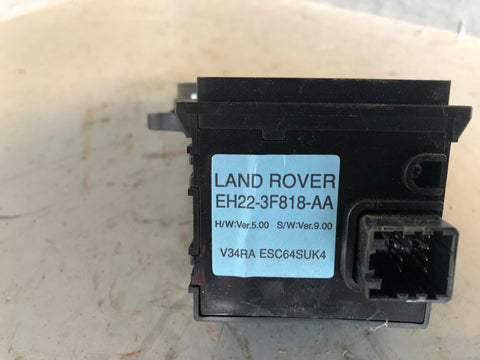 LAND ROVER
EH22-3F818-AA
H/W:Ver.5.00 S/W:Ver.9.00
V34RA ESC64SUK4